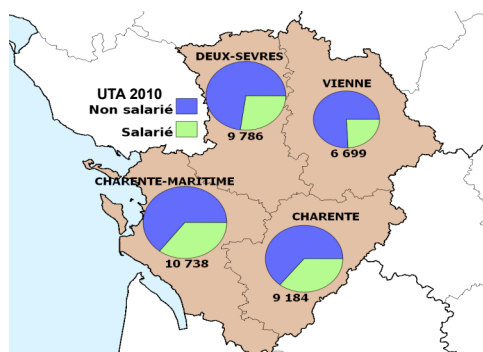 DEUX-SEVRES
VIENNE
UTA 2010
Non salarié
Salarié
9 786
6 699
CHARENTE-MARITIME
CHARENTE
10 738
9 184